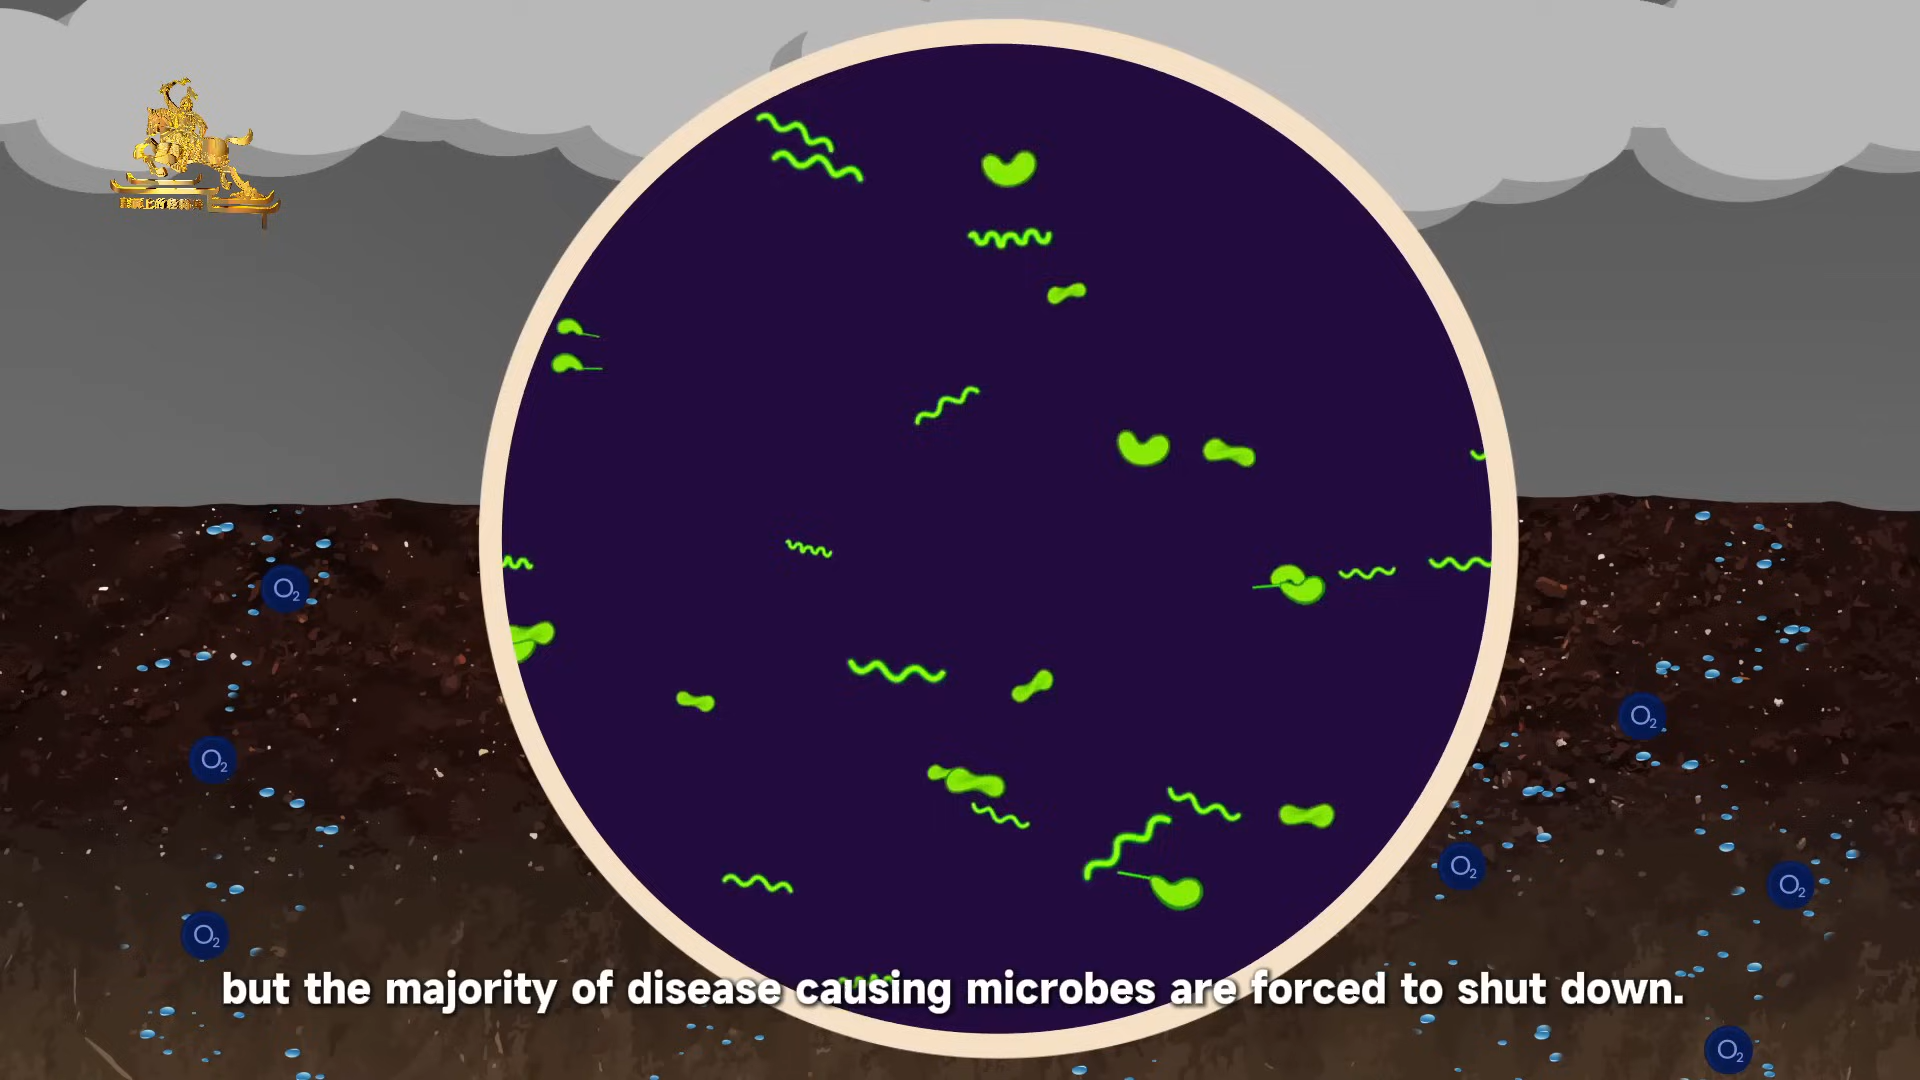 O₂
O₂
O₂
O₂
O₂
O₂
O₂
but the majority of disease causing microbes are forced to shut down.